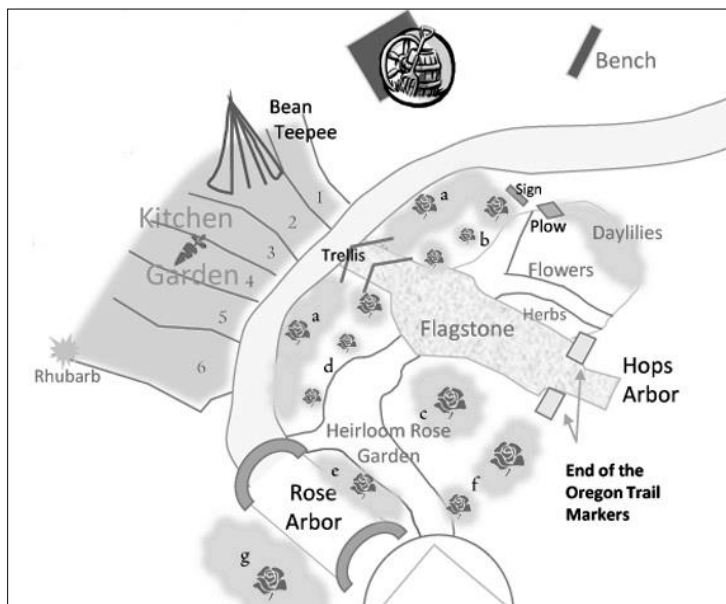 Bench
Bean
Teepee
1
2
3
4
5
6
Kitchen
Garden
Rhubarb
a
b
Sign
Plow
Daylilies
Trellis
Flowers
Herbs
Flagstone
a
d
c
Hops
Arbor
Heirloom Rose
Garden
e
f
End of the
Oregon Trail
Markers
Rose
Arbor
g